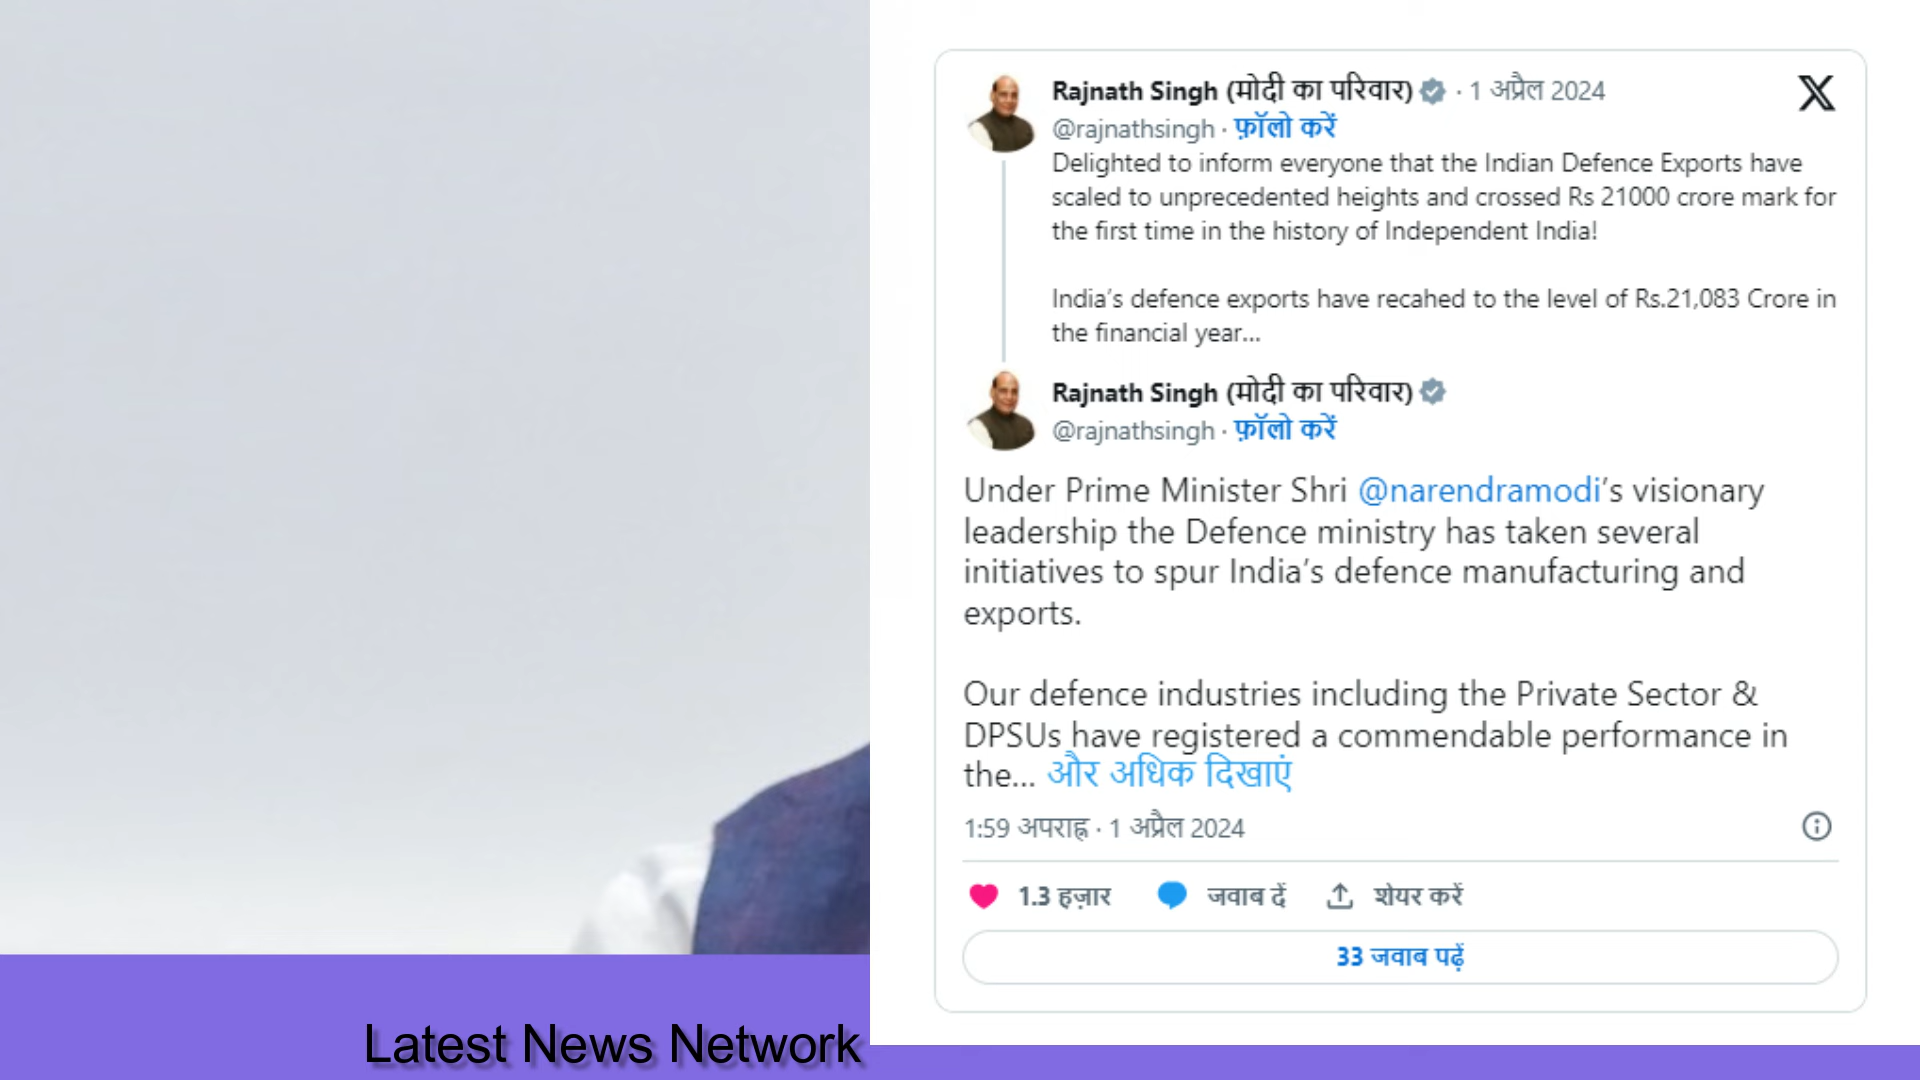 Rajnath Singh (मोदी का परिवार) · 1 अप्रैल 2024
@rajnathsingh · फ़ॉलो करें
Delighted to inform everyone that the Indian Defence Exports have
scaled to unprecedented heights and crossed Rs 21000 crore mark for
the first time in the history of Independent India!
India’s defence exports have recahed to the level of Rs.21,083 Crore in
the financial year...
Rajnath Singh (मोदी का परिवार)
@rajnathsingh · फ़ॉलो करें
Under Prime Minister Shri @narendramodi’s visionary
leadership the Defence ministry has taken several
initiatives to spur India’s defence manufacturing and
exports.
Our defence industries including the Private Sector &
DPSUs have registered a commendable performance in
the... और अधिक दिखाएं
1:59 अपराह्न · 1 अप्रैल 2024
1.3 हज़ार जवाब दें शेयर करें
33 जवाब पढ़ें
Latest News Network